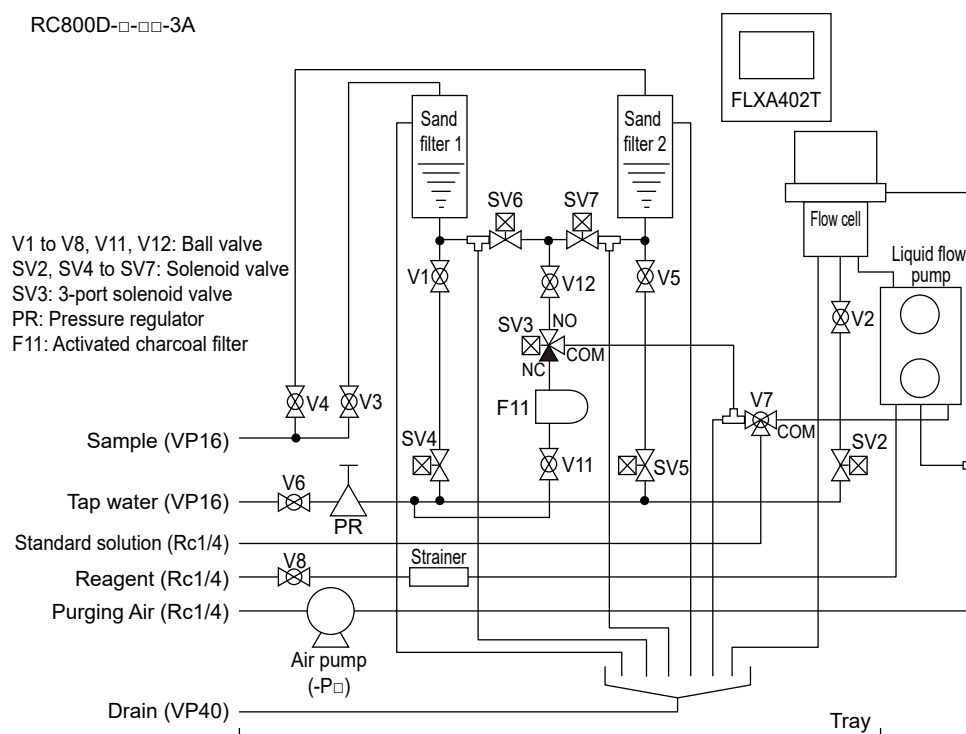 RC800D-□-□□-3A
FLXA402T
Sand
filter 1
Sand
filter 2
SV6
SV7
Flow cell
V1 to V8, V11, V12: Ball valve
SV2, SV4 to SV7: Solenoid valve
SV3: 3-port solenoid valve
PR: Pressure regulator
F11: Activated charcoal filter
V1
V12
V5
Liquid flow
pump
V2
SV3
NO
COM
NC
V4
V3
F11
V7
COM
Sample (VP16)
SV4
V11
SV5
SV2
V6
Tap water (VP16)
PR
Standard solution (Rc1/4)
V8
Strainer
Reagent (Rc1/4)
Purging Air (Rc1/4)
Air pump
(-P□)
Drain (VP40)
Tray